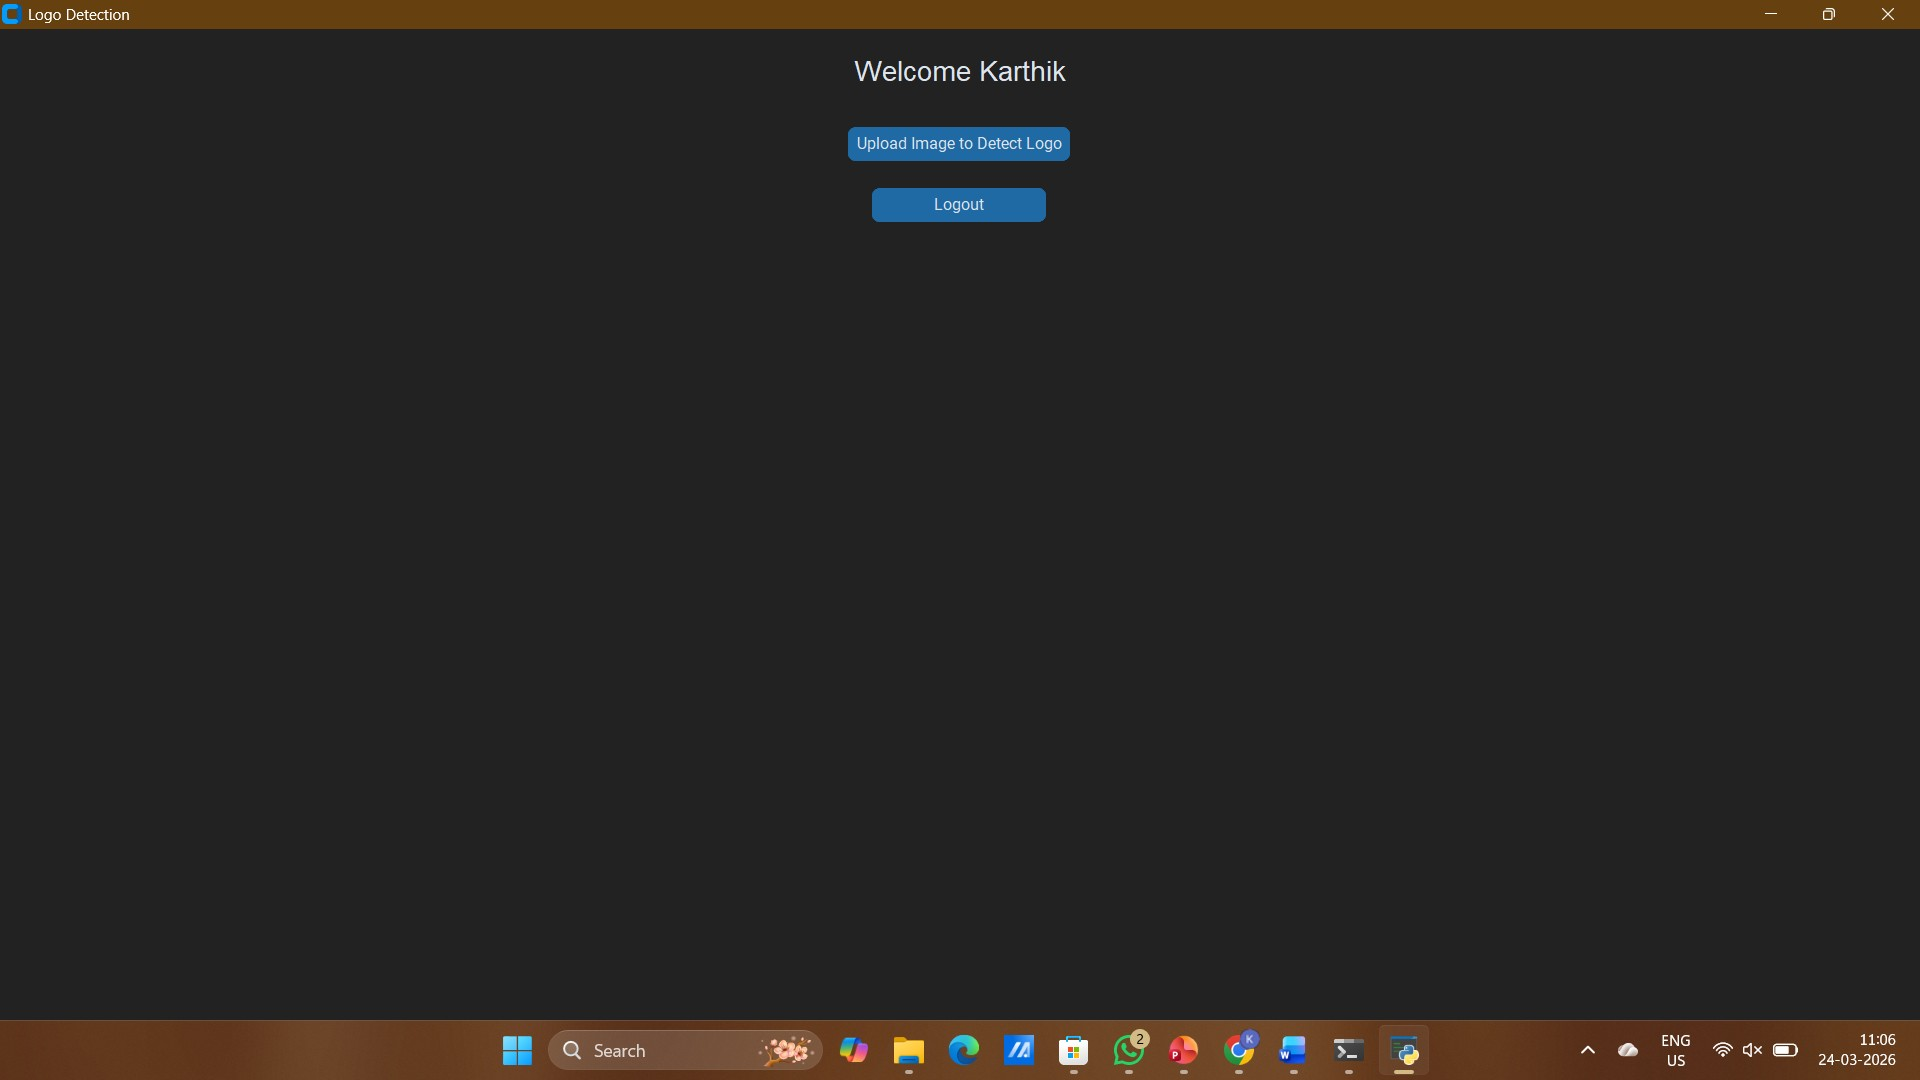 Logo Detection
Welcome Karthik
Upload Image to Detect Logo
Logout
Search
2
P
K
W
ENG
US
11:06
24-03-2026